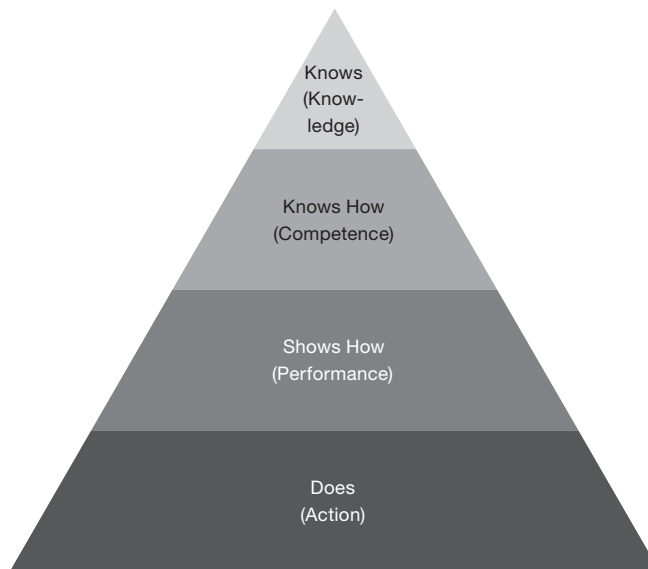 Knows
(Know-
ledge)
Knows How
(Competence)
Shows How
(Performance)
Does
(Action)